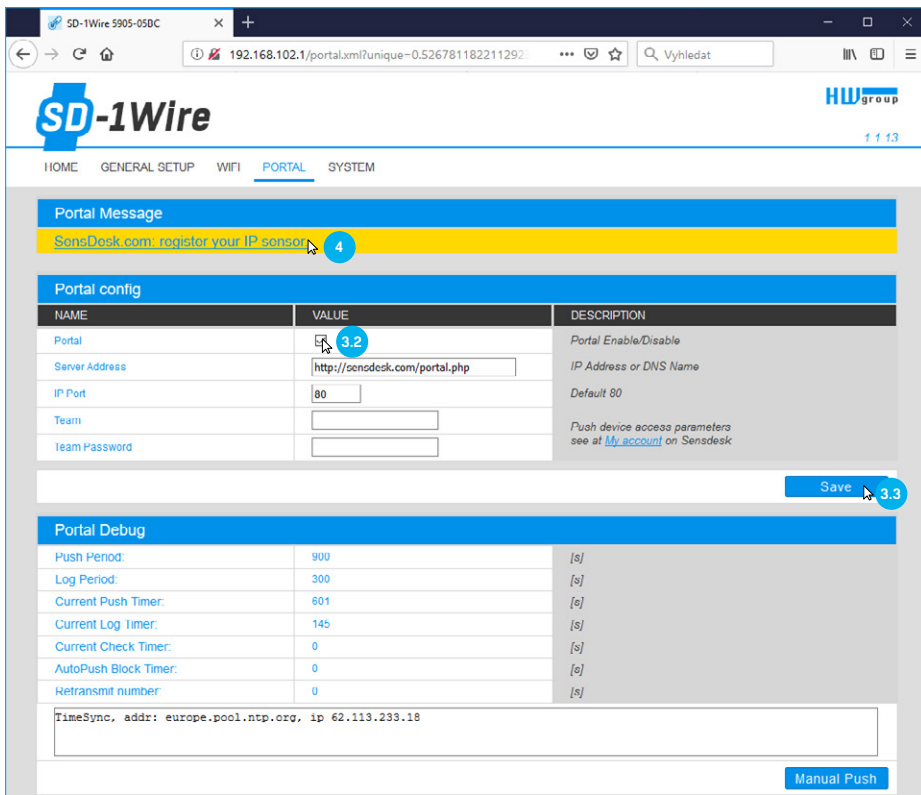 SD-1Wire 5905-05BC
192.168.102.1/portal.xml?unique=0.526781182211292
Vyhledat
SD-1Wire
HWgroup
1 1 13
HOME GENERAL SETUP WIFI PORTAL SYSTEM
Portal Message
SensDesk.com: register your IP sensor
4
Portal config
NAME VALUE DESCRIPTION
Portal 3.2 Portal Enable/Disable
Server Address http://sensdesk.com/portal.php IP Address or DNS Name
IP Port 80 Default 80
Team Push device access parameters
see at My account on Sensdesk
Team Password
Save 3.3
Portal Debug
Push Period: 900 [s]
Log Period: 300 [s]
Current Push Timer: 601 [s]
Current Log Timer: 145 [s]
Current Check Timer: 0 [s]
AutoPush Block Timer: 0 [s]
Retransmit number: 0 [s]
TimeSync, addr: europe.pool.ntp.org, ip 62.113.233.18
Manual Push